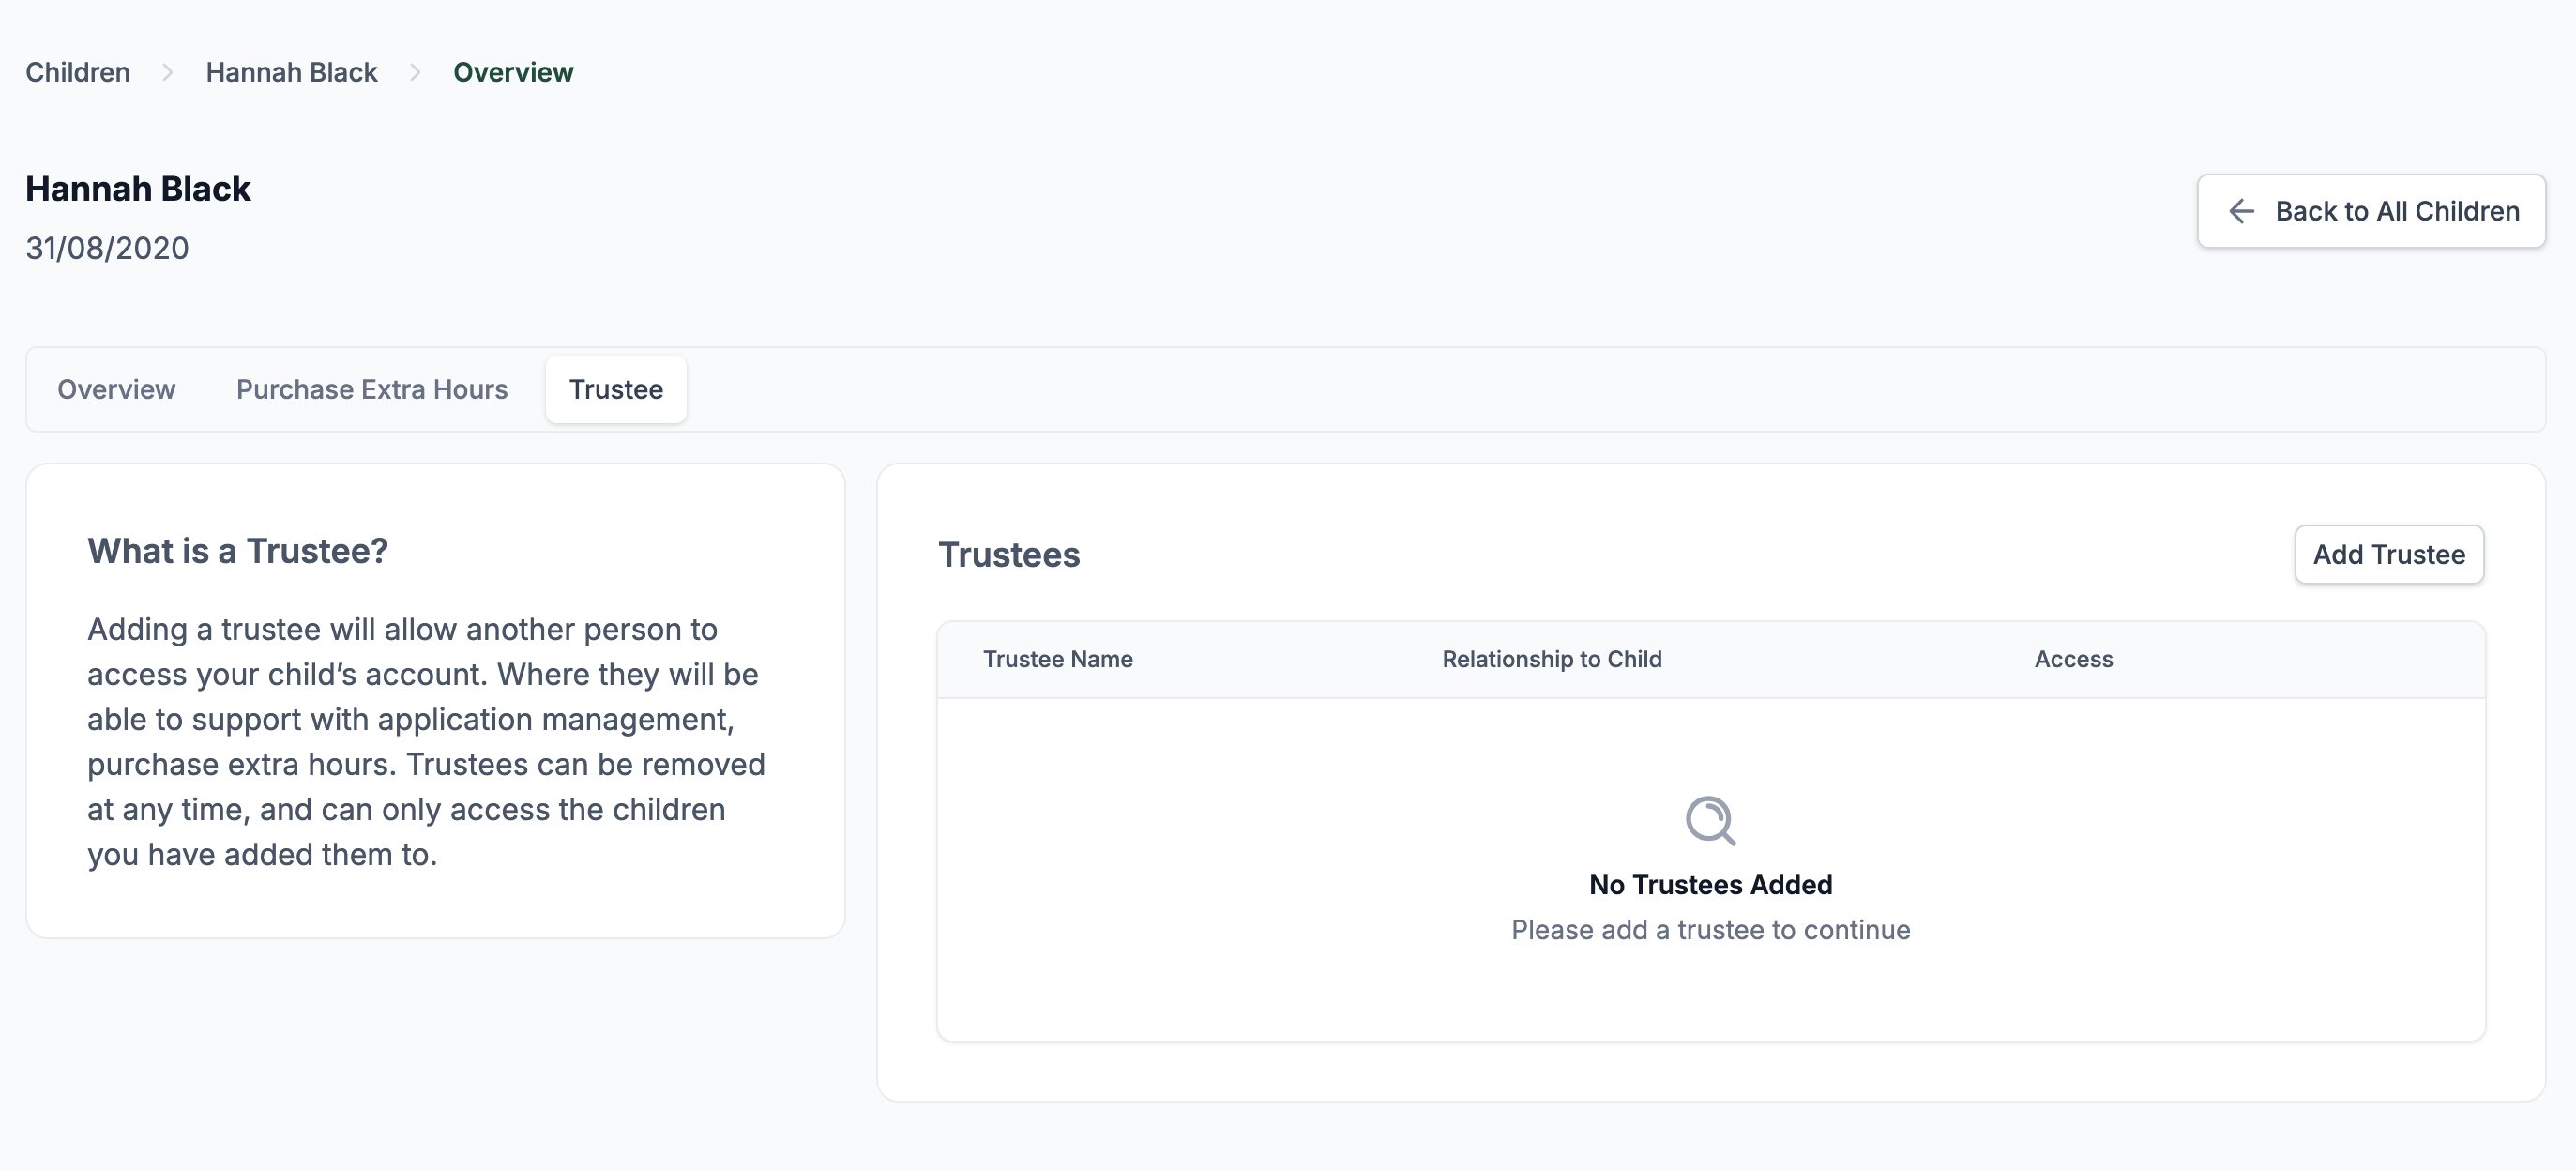 Children
Hannah Black
Overview
Hannah Black
31/08/2020
Back to All Children
Overview
Purchase Extra Hours
Trustee
What is a Trustee?
Adding a trustee will allow another person to
access your child’s account. Where they will be
able to support with application management,
purchase extra hours. Trustees can be removed
at any time, and can only access the children
you have added them to.
Trustees
Add Trustee
Trustee Name
Relationship to Child
Access
No Trustees Added
Please add a trustee to continue